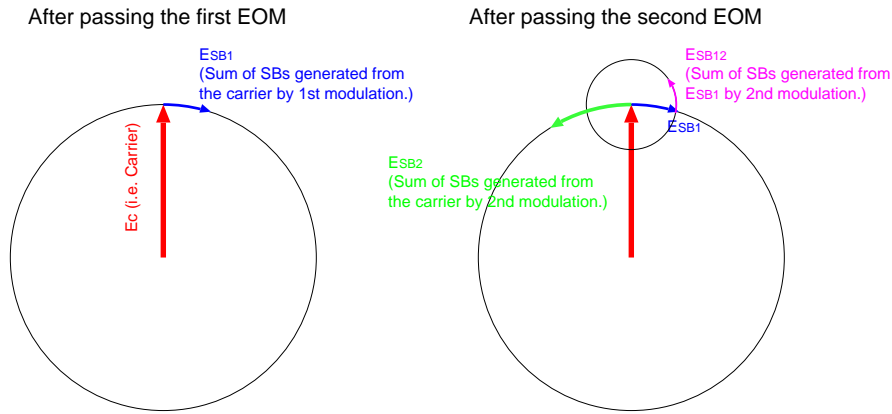 After passing the first EOM
ESB1
(Sum of SBs generated from
the carrier by 1st modulation.)
Ec (i.e. Carrier)
After passing the second EOM
ESB12
(Sum of SBs generated from
ESB1 by 2nd modulation.)
ESB1
ESB2
(Sum of SBs generated from
the carrier by 2nd modulation.)